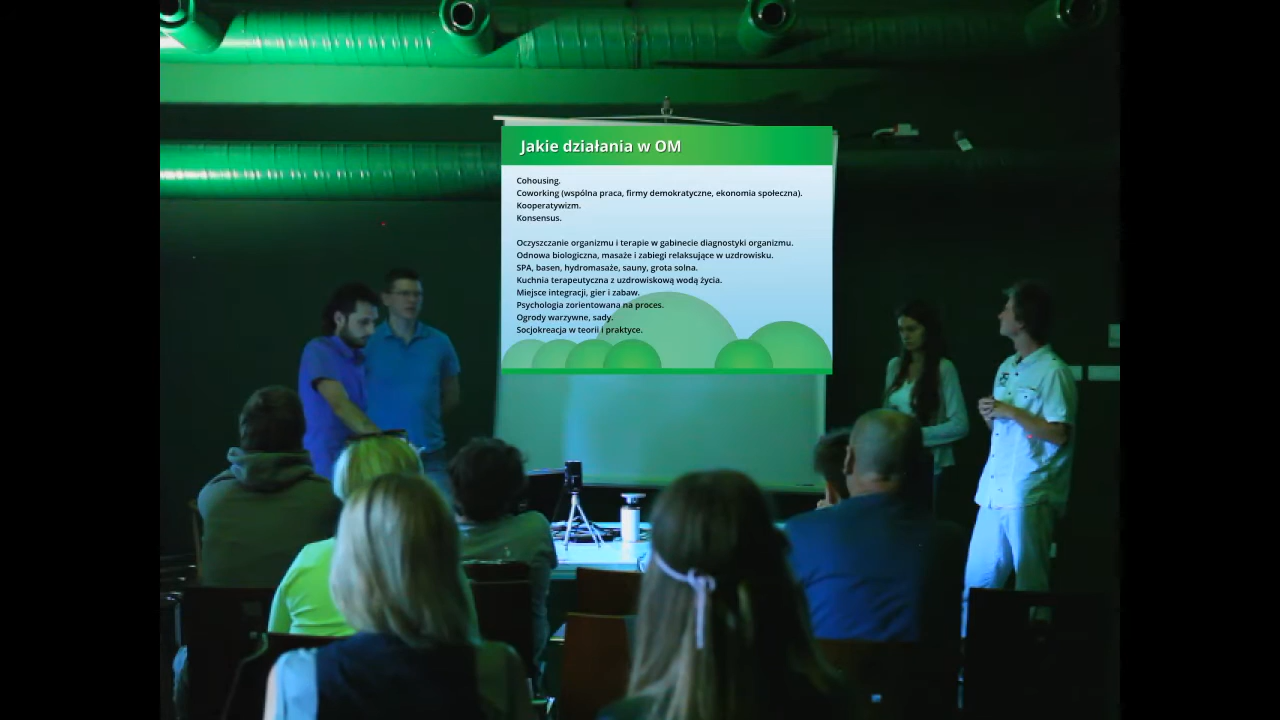 Jakie działania w OM
Cohousing.
Coworking (wspólna praca, firmy demokratyczne, ekonomia społeczna).
Kooperatywizm.
Konsensus.
Oczyszczanie organizmu i terapie w gabinecie diagnostyki organizmu.
Odnowa biologiczna, masaże i zabiegi relaksujące w uzdrowisku.
SPA, basen, hydromasaże, sauny, grota solna.
Kuchnia terapeutyczna z uzdrowiskową wodą życia.
Miejsce integracji, gier i zabaw.
Psychologia zorientowana na proces.
Ogrody warzywne, sady.
Socjokreacja w teorii i praktyce.